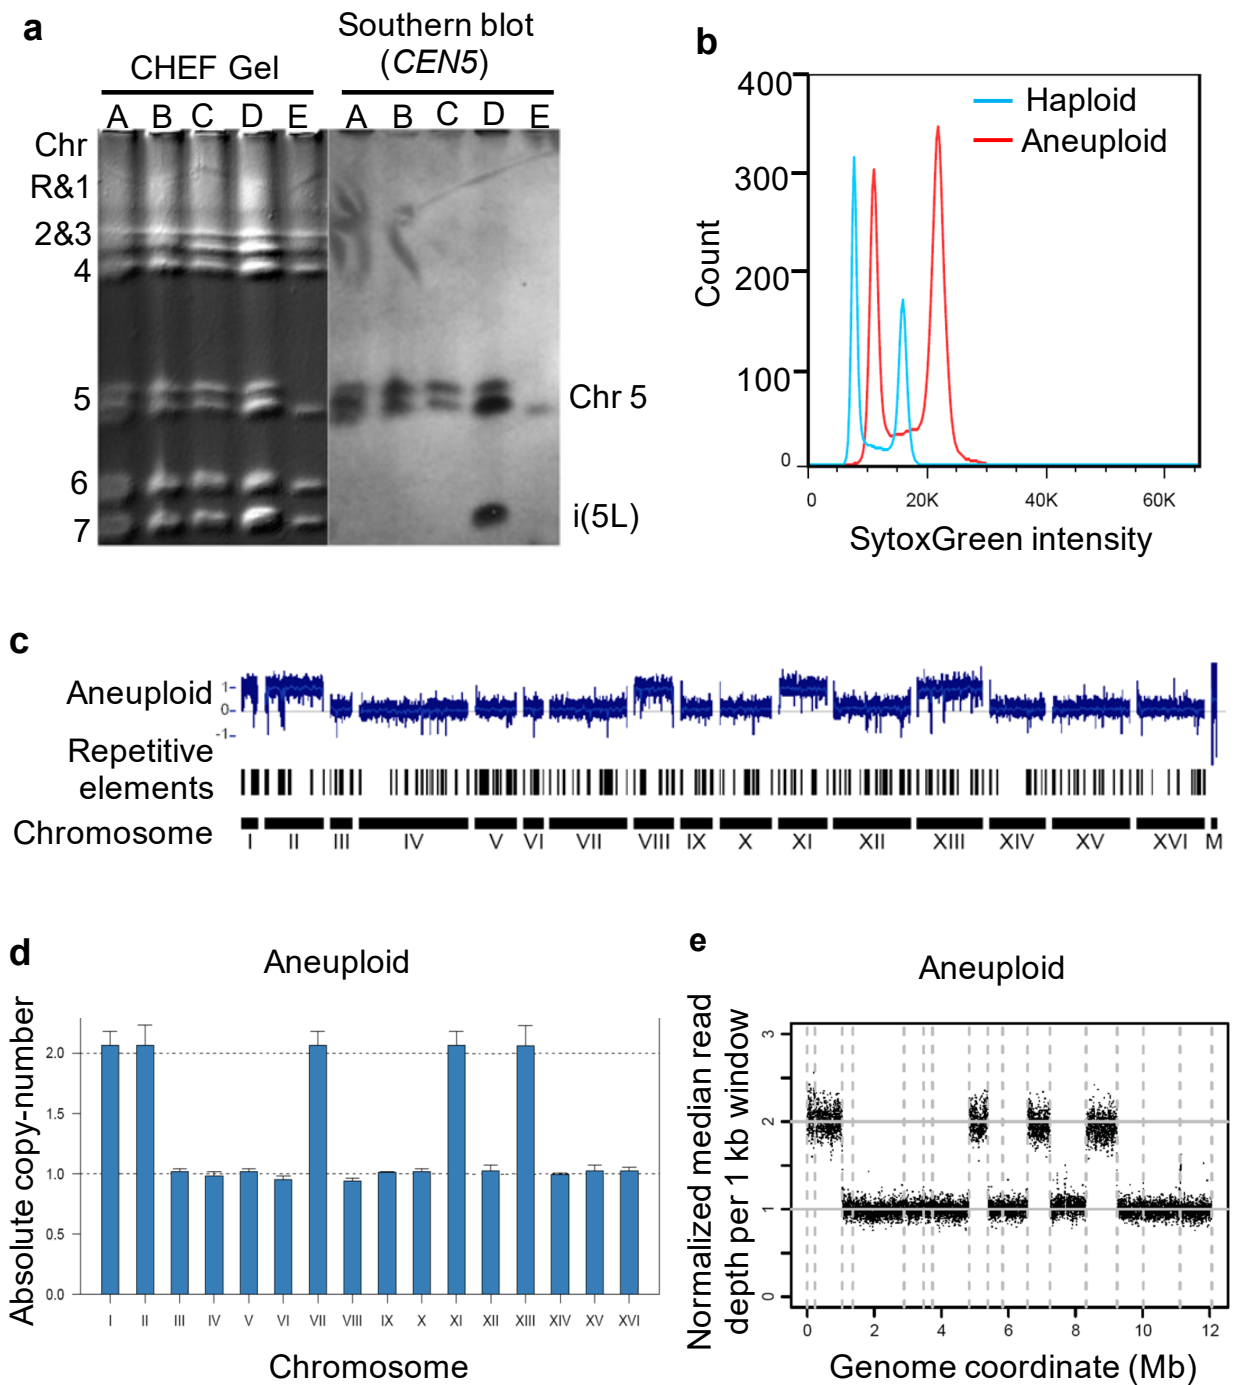 a
Southern blot
(CEN5)
CHEF Gel
A B C D E A B C D E
Chr
R&1
2&3
4
5
6
7
Chr 5
i(5L)
b
400
300
200
100
0
Count
Haploid
Aneuploid
0 20K 40K 60K
SytoxGreen intensity
c
Aneuploid
1-
0-
-1-
Repetitive
elements
Chromosome
I II III IV V VI VII VIII IX X XI XII XIII XIV XV XVI M
d
Aneuploid
Absolute copy-number
2.0
1.5
1.0
0.5
0.0
I II III IV V VI VII VIII IX X XI XII XIII XIV XV XVI
Chromosome
e
Aneuploid
Normalized median read
depth per 1 kb window
3
2
1
0
0 2 4 6 8 10 12
Genome coordinate (Mb)